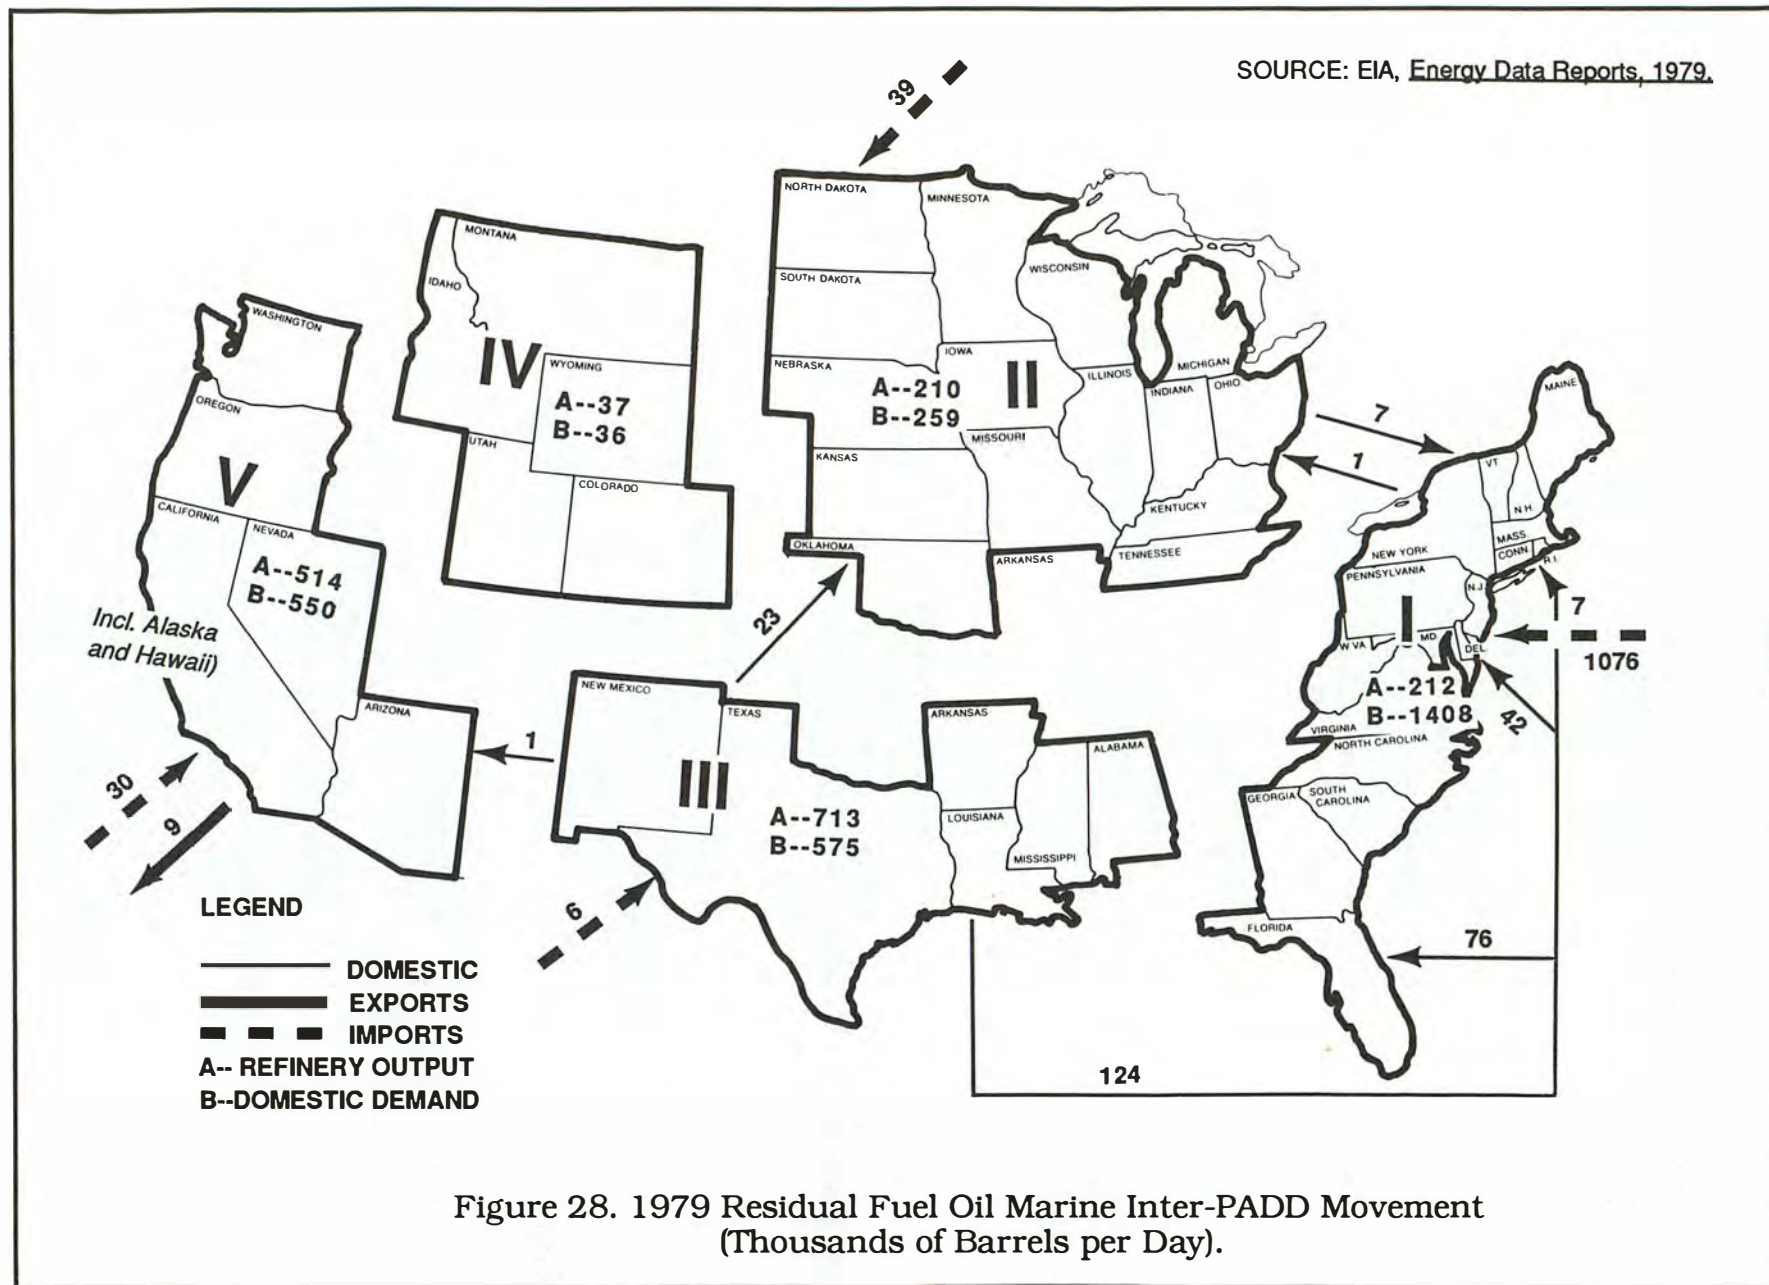 SOURCE: EIA, Energy Data Reports, 1979.
39
NORTH DAKOTA
MINNESOTA
MONTANA
IDAHO
SOUTH DAKOTA
WISCONSIN
WASHINGTON
IV
WYOMING
A--37
B--36
NEBRASKA
IOWA
A--210
B--259
II
ILLINOIS
INDIANA
MICHIGAN
OHIO
MAINE
OREGON
UTAH
COLORADO
KANSAS
MISSOURI
KENTUCKY
7
1
VT
N.H.
V
CALIFORNIA
NEVADA
A--514
B--550
Incl. Alaska
and Hawaii)
OKLAHOMA
ARKANSAS
TENNESSEE
NEW YORK
MASS.
CONN
R.I.
PENNSYLVANIA
N.J.
I
MD
DEL
W VA
7
1076
A--212
B--1408
42
VIRGINIA
NORTH CAROLINA
23
ARIZONA
NEW MEXICO
TEXAS
ARKANSAS
ALABAMA
1
III
A--713
B--575
LOUISIANA
MISSISSIPPI
GEORGIA
SOUTH
CAROLINA
30
9
6
FLORIDA
76
124
LEGEND
DOMESTIC
EXPORTS
IMPORTS
A-- REFINERY OUTPUT
B--DOMESTIC DEMAND
Figure 28. 1979 Residual Fuel Oil Marine Inter-PADD Movement
(Thousands of Barrels per Day).